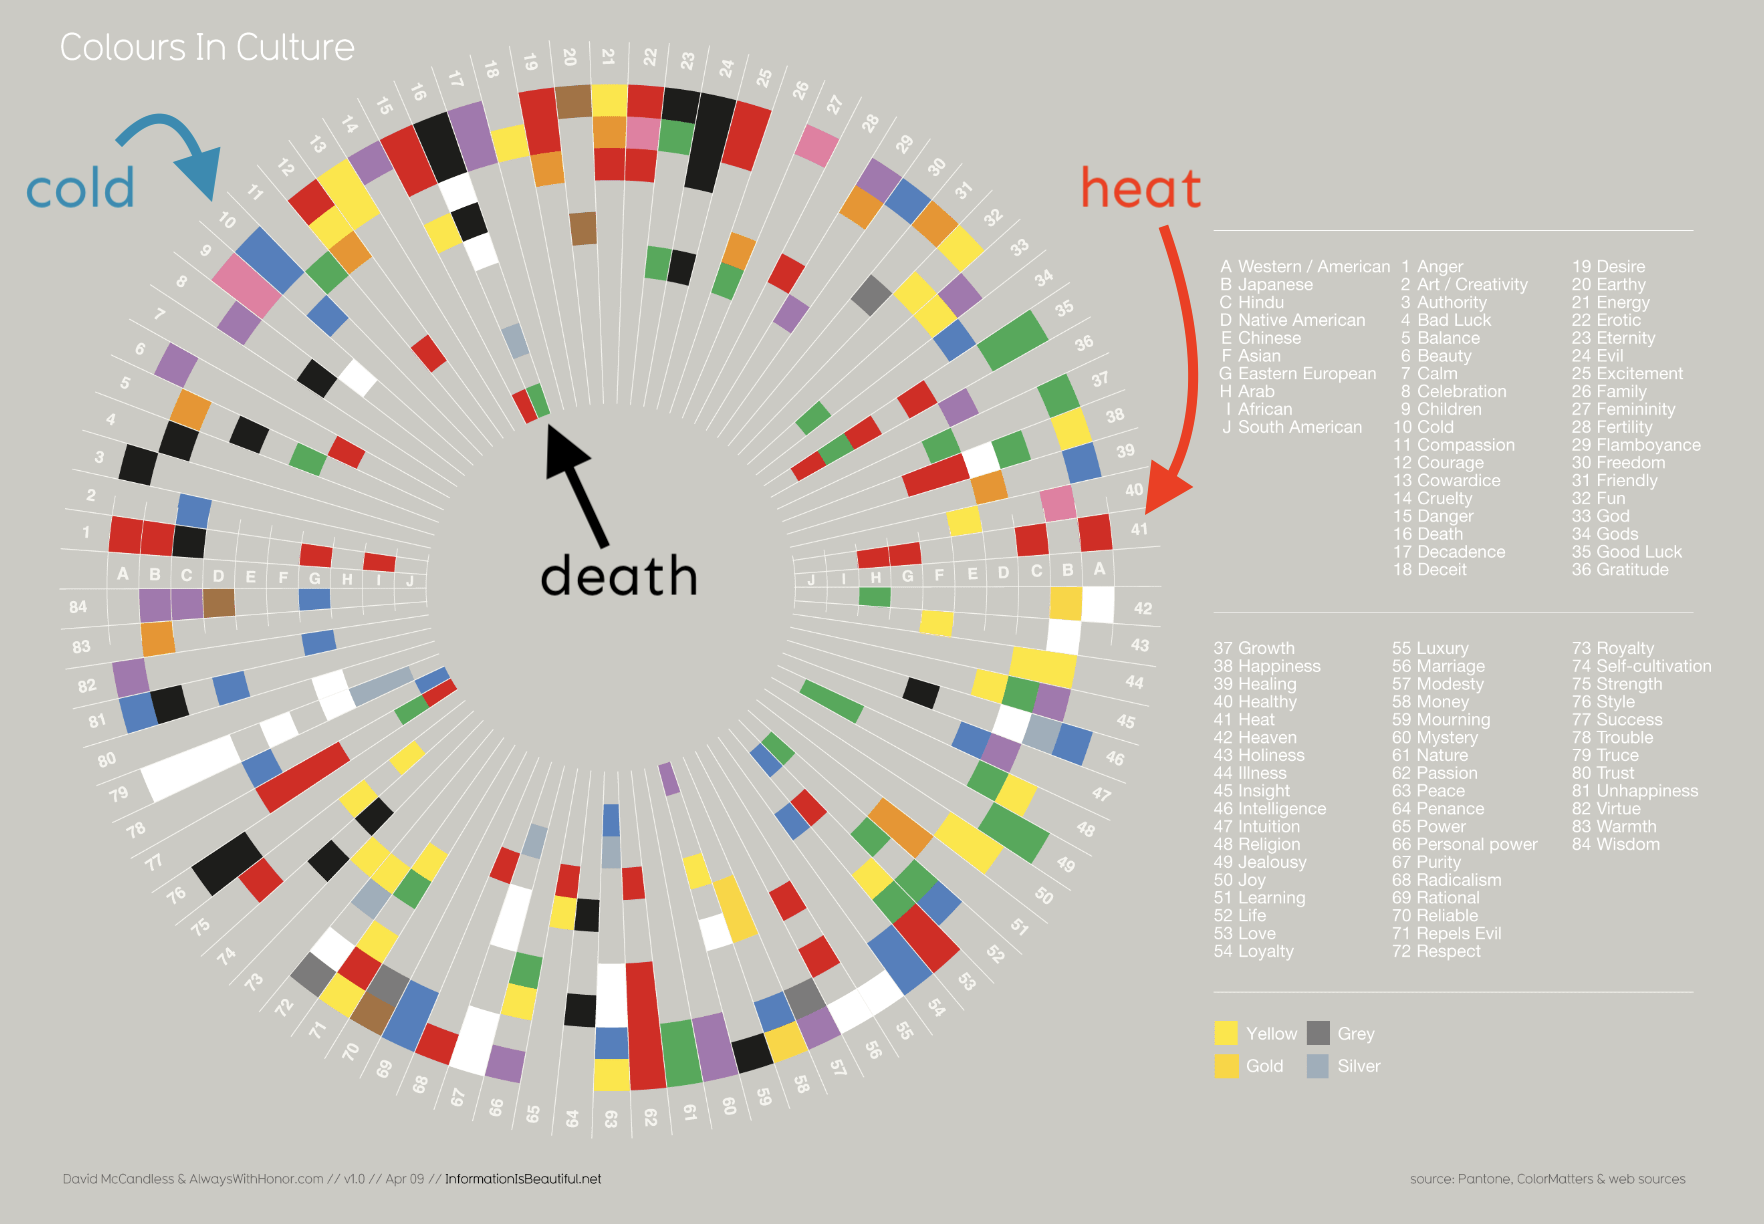 Colours In Culture
cold
heat
death
1
2
3
4
5
6
7
8
9
10
11
12
13
14
15
16
17
18
19
20
21
22
23
24
25
26
27
28
29
30
31
32
33
34
35
36
37
38
39
40
41
42
43
44
45
46
47
48
49
50
51
52
53
54
55
56
57
58
59
60
61
62
63
64
65
66
67
68
69
70
71
72
73
74
75
76
77
78
79
80
81
82
83
84
A B C D E F G H I J
J I H G F E D C B A
A Western / American
B Japanese
C Hindu
D Native American
E Chinese
F Asian
G Eastern European
H Arab
I African
J South American
1 Anger
2 Art / Creativity
3 Authority
4 Bad Luck
5 Balance
6 Beauty
7 Calm
8 Celebration
9 Children
10 Cold
11 Compassion
12 Courage
13 Cowardice
14 Cruelty
15 Danger
16 Death
17 Decadence
18 Deceit
19 Desire
20 Earthy
21 Energy
22 Erotic
23 Eternity
24 Evil
25 Excitement
26 Family
27 Femininity
28 Fertility
29 Flamboyance
30 Freedom
31 Friendly
32 Fun
33 God
34 Gods
35 Good Luck
36 Gratitude
37 Growth
38 Happiness
39 Healing
40 Healthy
41 Heat
42 Heaven
43 Holiness
44 Illness
45 Insight
46 Intelligence
47 Intuition
48 Religion
49 Jealousy
50 Joy
51 Learning
52 Life
53 Love
54 Loyalty
55 Luxury
56 Marriage
57 Modesty
58 Money
59 Mourning
60 Mystery
61 Nature
62 Passion
63 Peace
64 Penance
65 Power
66 Personal power
67 Purity
68 Radicalism
69 Rational
70 Reliable
71 Repels Evil
72 Respect
73 Royalty
74 Self-cultivation
75 Strength
76 Style
77 Success
78 Trouble
79 Truce
80 Trust
81 Unhappiness
82 Virtue
83 Warmth
84 Wisdom
Yellow
Grey
Gold
Silver
David McCandless & AlwaysWithHonor.com // v1.0 // Apr 09 // InformationIsBeautiful.net
source: Pantone, ColorMatters & web sources